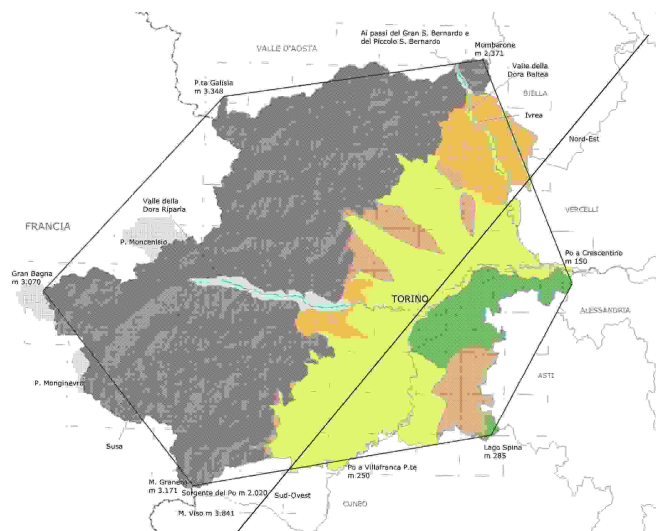 Ai passi del Gran S. Bernardo e
del Piccolo S. Bernardo
VALLE D'AOSTA
Mombarone
m 2.371
Valle della
Dora Baltea
P.ta Galisia
m 3.348
BIELLA
Ivrea
Nord-Est
Valle della
Dora Riparia
VERCELLI
FRANCIA
P. Moncenisio
Po a Crescentino
m 150
Gran Bagna
m 3.070
TORINO
ALESSANDRIA
ASTI
P. Monginevro
Susa
Lago Spina
m 285
M. Granero
m 3.171
Sorgente del Po m 2.020
Sud-Ovest
Po a Villafranca P.te
m 250
M. Viso m 3.841
CUNEO